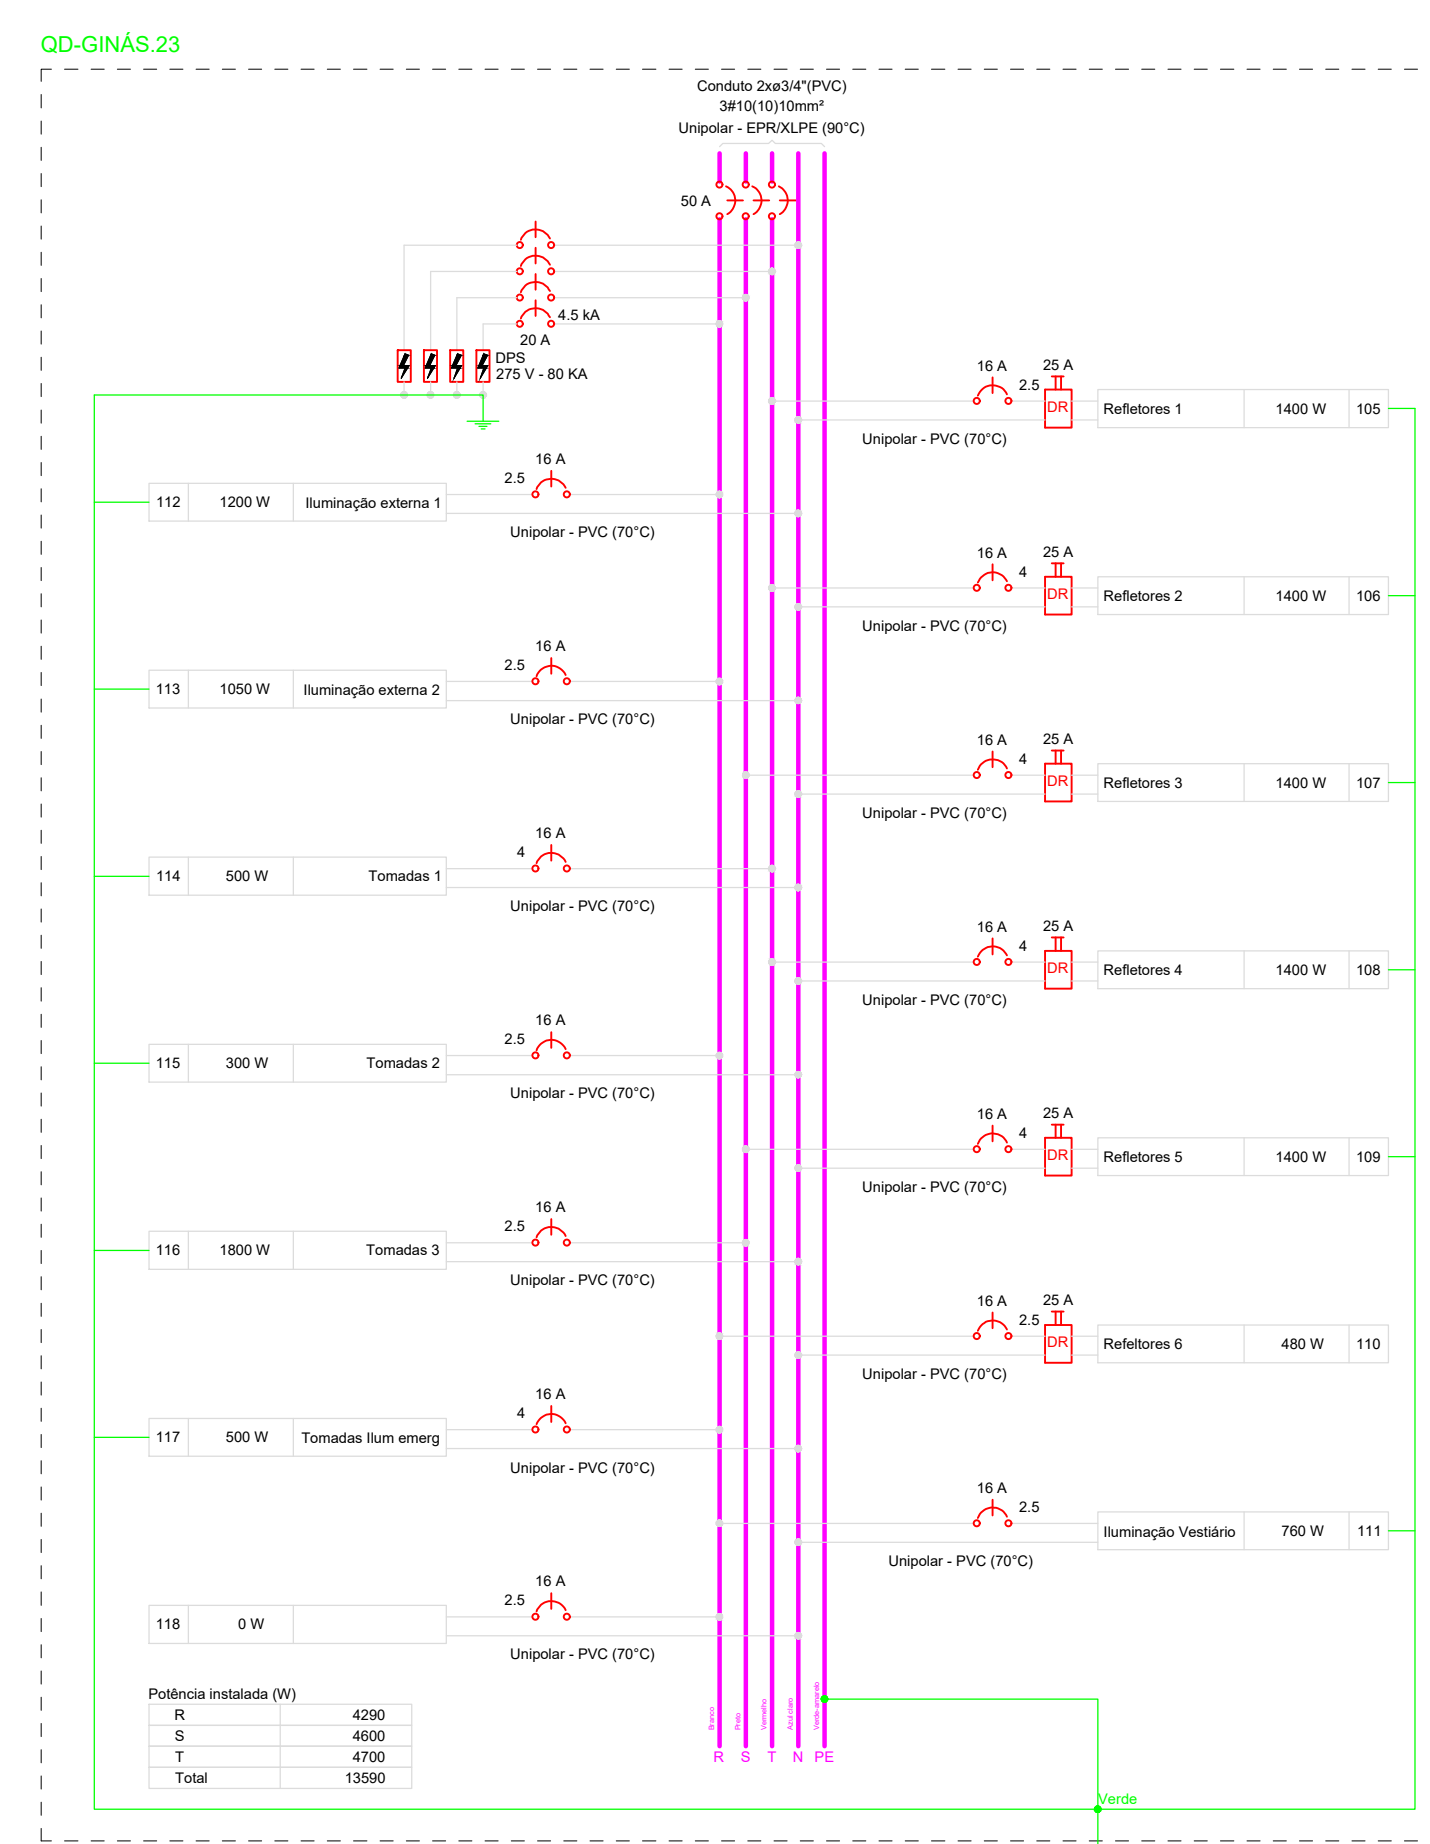 QD-GINÁS.23
Conduto 2xø3/4"(PVC)
3#10(10)10mm²
Unipolar - EPR/XLPE (90°C)
50 A
4.5 kA
20 A
DPS
275 V - 80 KA
16 A
2.5
25 A
DR
Refletores 1
1400 W
105
Unipolar - PVC (70°C)
16 A
2.5
112
1200 W
Iluminação externa 1
Unipolar - PVC (70°C)
16 A
4
25 A
DR
Refletores 2
1400 W
106
Unipolar - PVC (70°C)
16 A
2.5
113
1050 W
Iluminação externa 2
Unipolar - PVC (70°C)
16 A
4
25 A
DR
Refletores 3
1400 W
107
Unipolar - PVC (70°C)
16 A
4
114
500 W
Tomadas 1
Unipolar - PVC (70°C)
16 A
4
25 A
DR
Refletores 4
1400 W
108
Unipolar - PVC (70°C)
16 A
2.5
115
300 W
Tomadas 2
Unipolar - PVC (70°C)
16 A
4
25 A
DR
Refletores 5
1400 W
109
Unipolar - PVC (70°C)
16 A
2.5
116
1800 W
Tomadas 3
Unipolar - PVC (70°C)
16 A
2.5
25 A
DR
Refeltores 6
480 W
110
Unipolar - PVC (70°C)
16 A
4
117
500 W
Tomadas Ilum emerg
Unipolar - PVC (70°C)
16 A
2.5
Iluminação Vestiário
760 W
111
Unipolar - PVC (70°C)
16 A
2.5
118
0 W
Unipolar - PVC (70°C)
Potência instalada (W)
R 4290
S 4600
T 4700
Total 13590
Branco
Preto
Vermelho
Azul claro
Verde-amarelo
R S T N PE
Verde